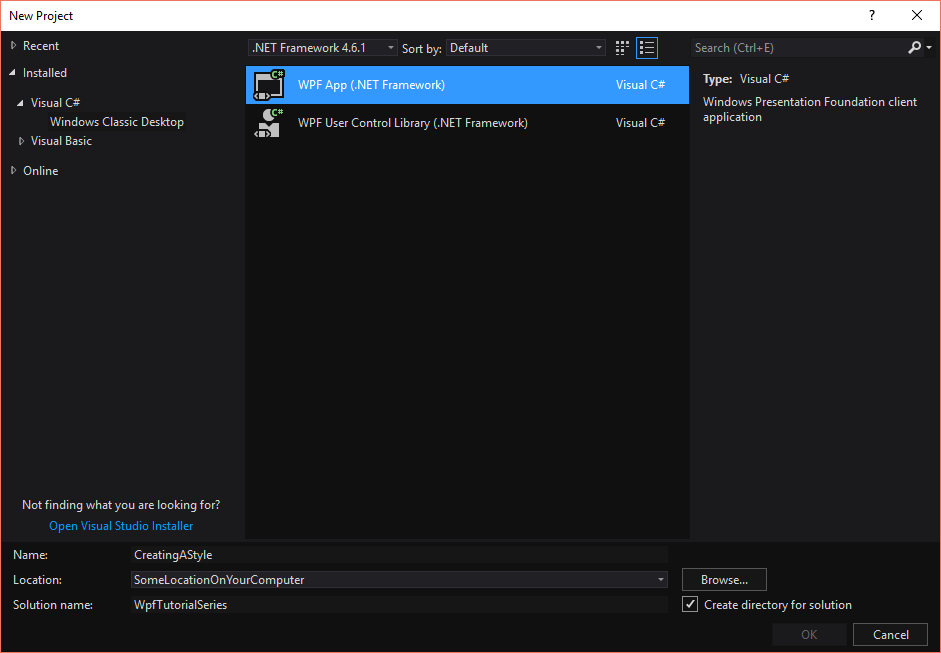 New Project
?
Recent
Installed
Visual C#
Windows Classic Desktop
Visual Basic
Online
Not finding what you are looking for?
Open Visual Studio Installer
.NET Framework 4.6.1 Sort by: Default
WPF App (.NET Framework) Visual C#
WPF User Control Library (.NET Framework) Visual C#
Search (Ctrl+E)
Type: Visual C#
Windows Presentation Foundation client
application
Name: CreatingAStyle
Location: SomeLocationOnYourComputer Browse...
Solution name: WpfTutorialSeries Create directory for solution
OK Cancel